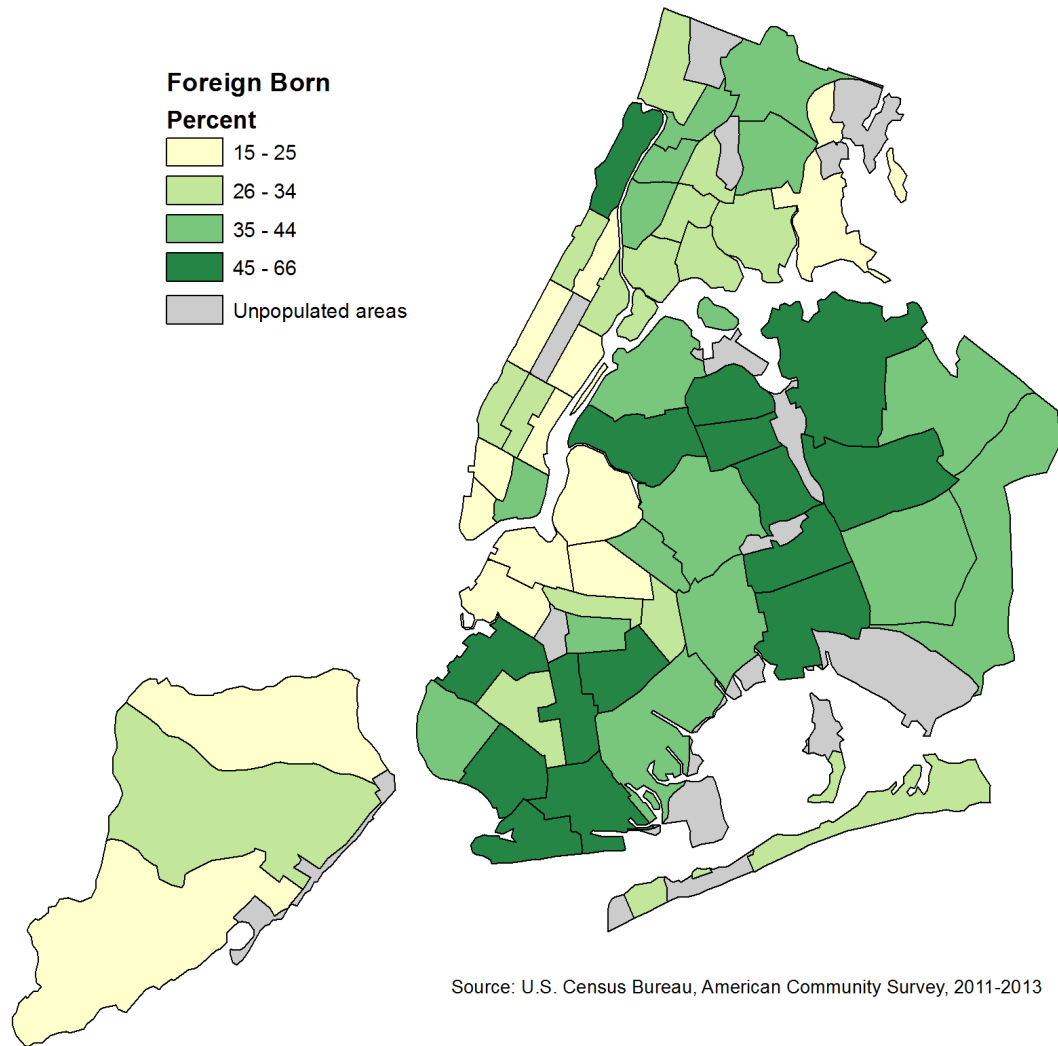 Foreign Born
Percent
15 - 25
26 - 34
35 - 44
45 - 66
Unpopulated areas
Source: U.S. Census Bureau, American Community Survey, 2011-2013